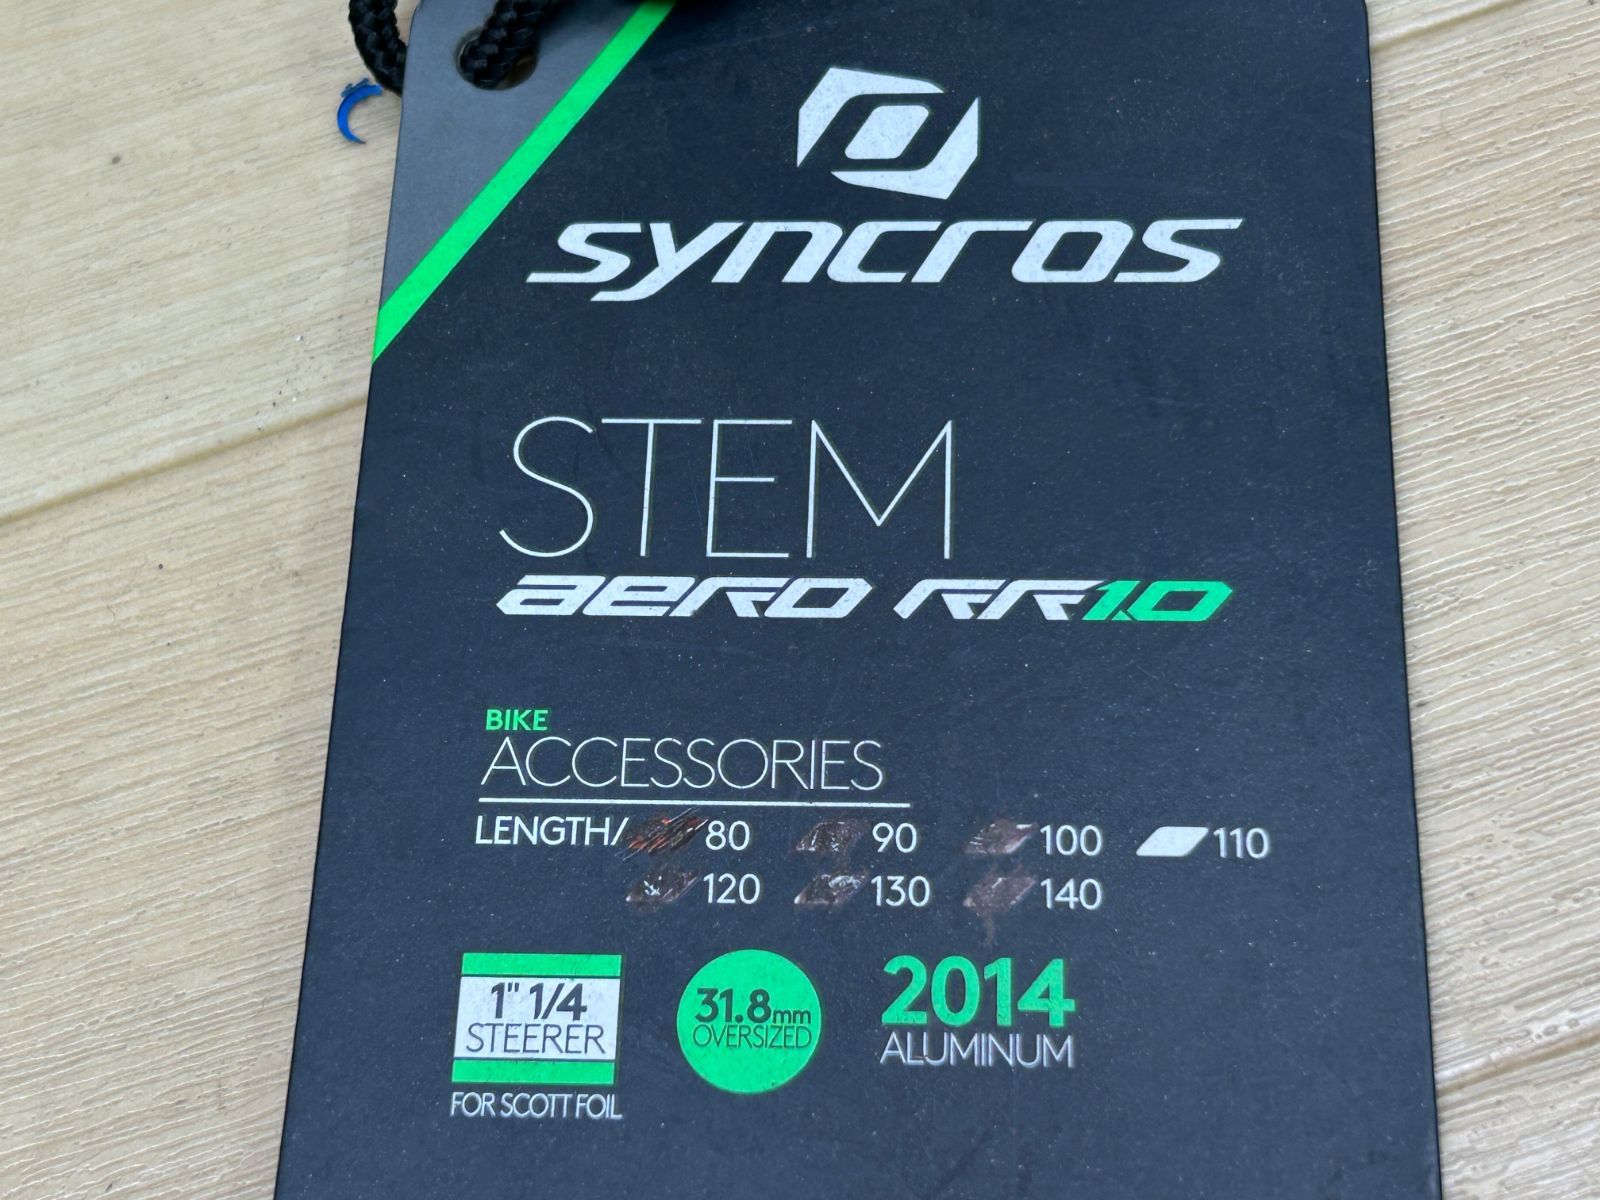 syncros
STEM
aero RR1.0
BIKE
ACCESSORIES
LENGTH/ 80 90 100 110
120 130 140
1" 1/4
STEERER
FOR SCOTT FOIL
31.8mm
OVERSIZED
2014
ALUMINUM